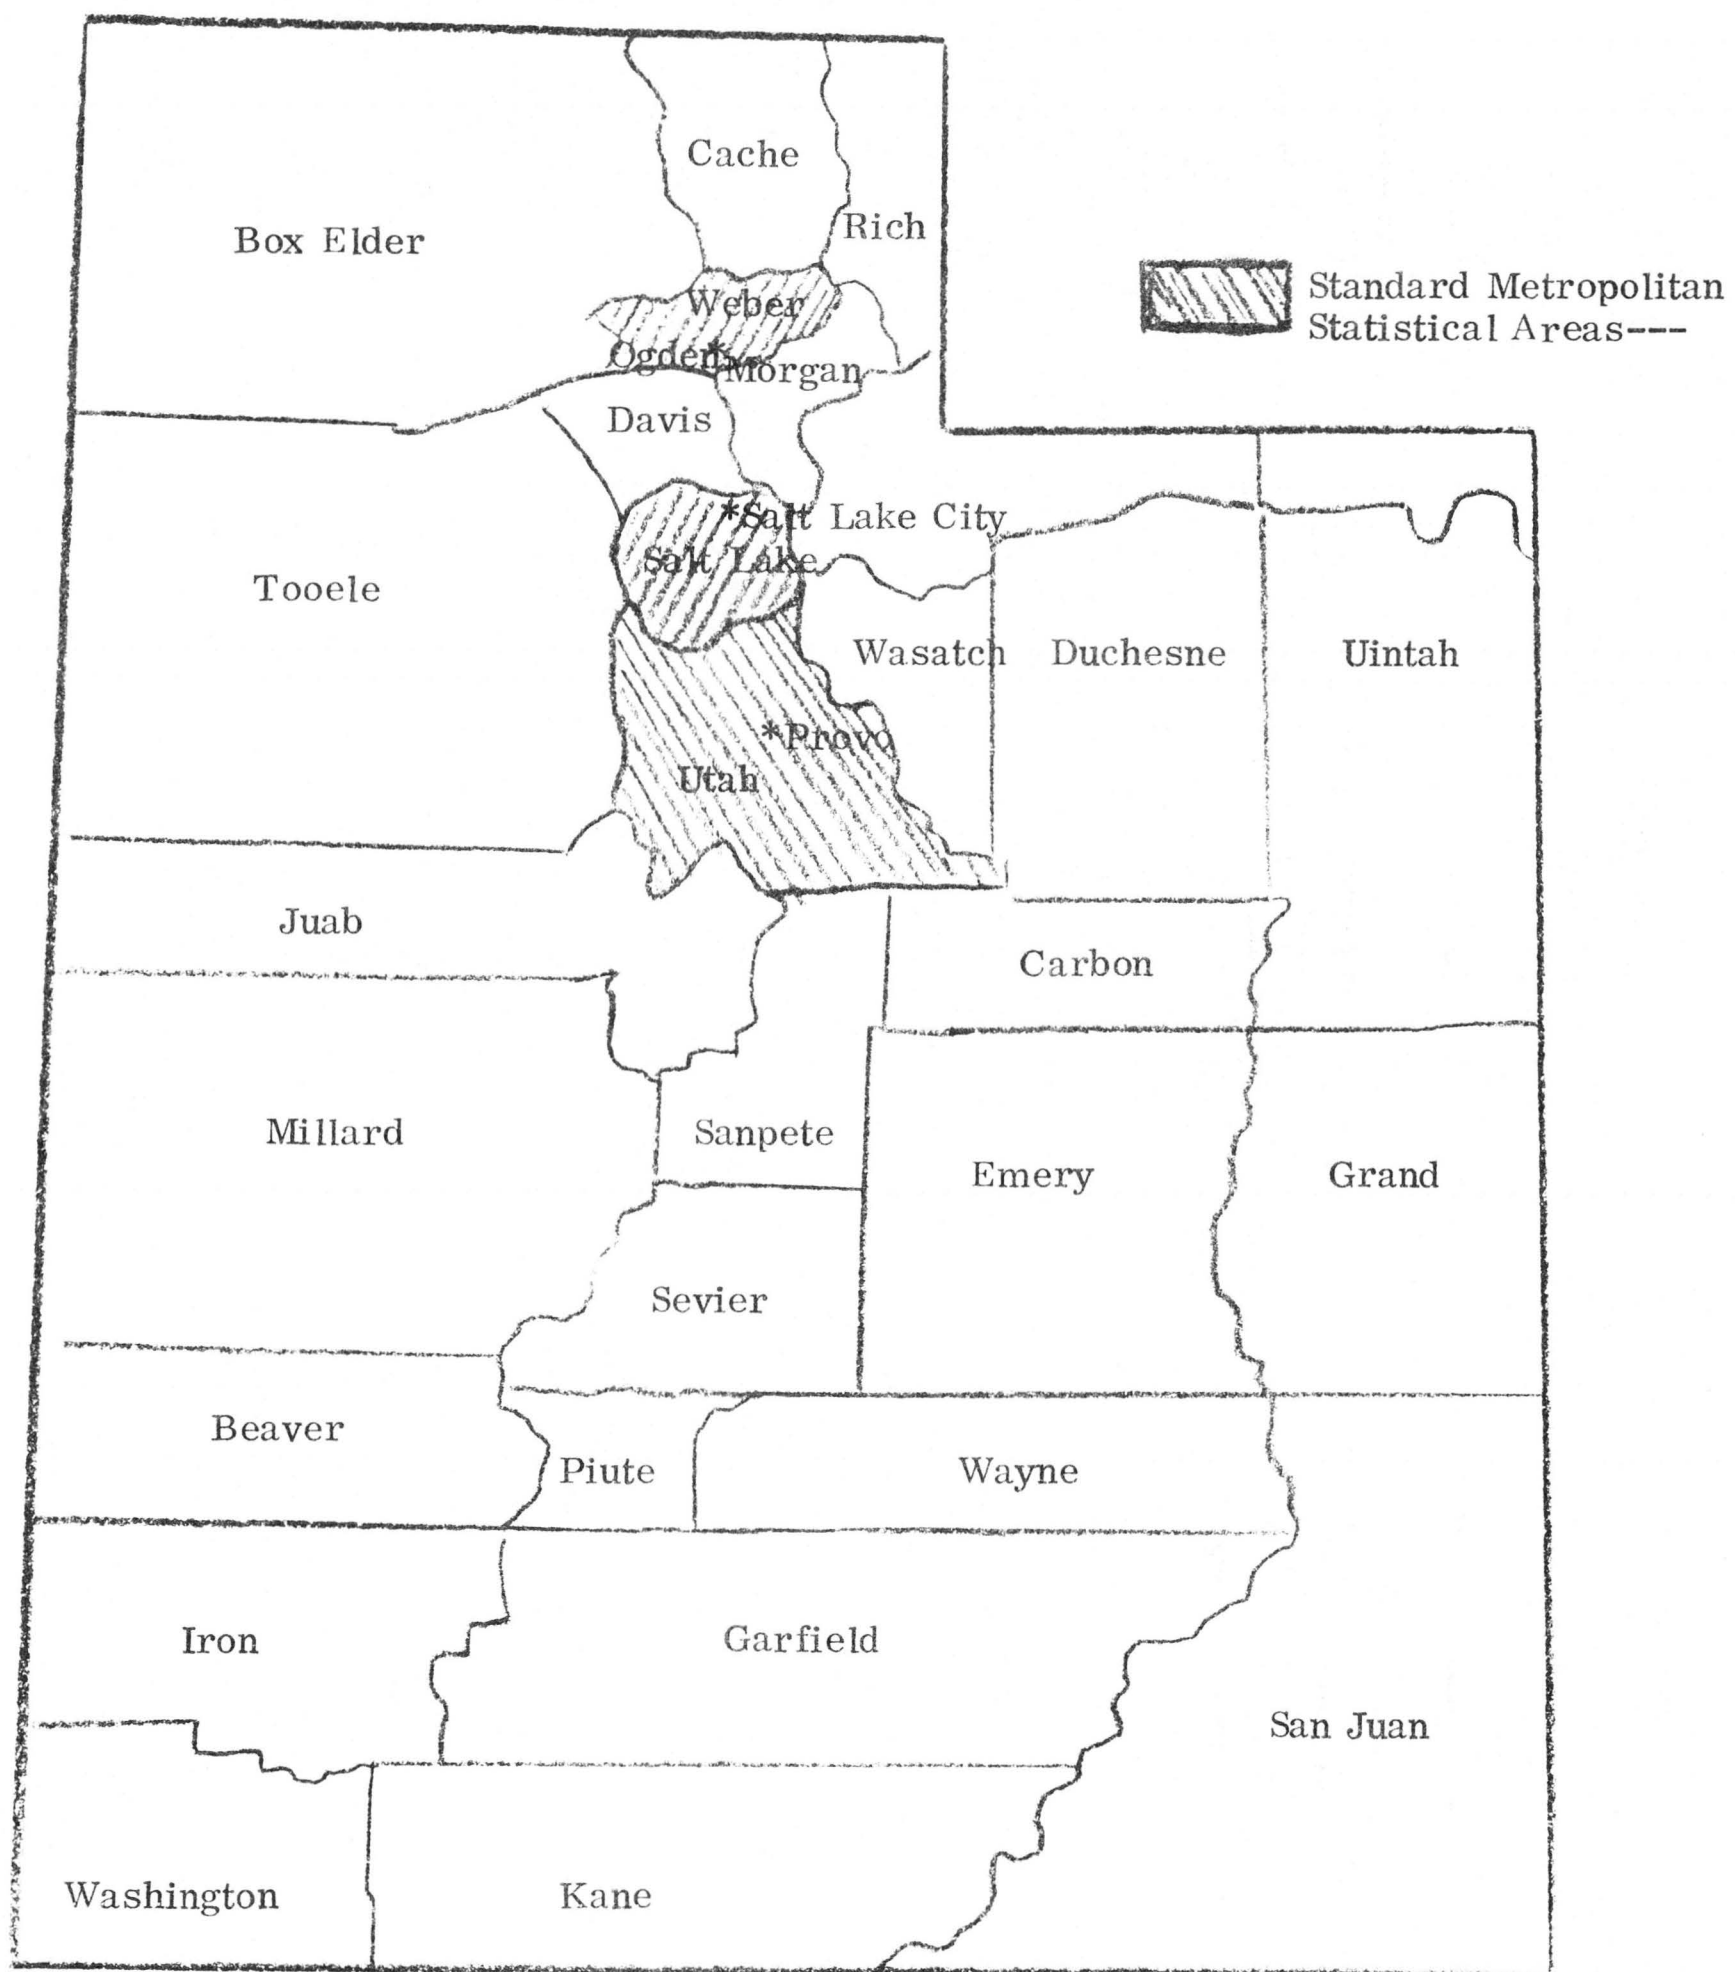 Cache
Rich
Box Elder
Standard Metropolitan
Statistical Areas---
Weber
Ogden*
Morgan
Davis
*Salt Lake City
Salt Lake
Tooele
Wasatch
Duchesne
Uintah
*Provo
Utah
Juab
Carbon
Millard
Sanpete
Emery
Grand
Sevier
Beaver
Piute
Wayne
Iron
Garfield
San Juan
Washington
Kane